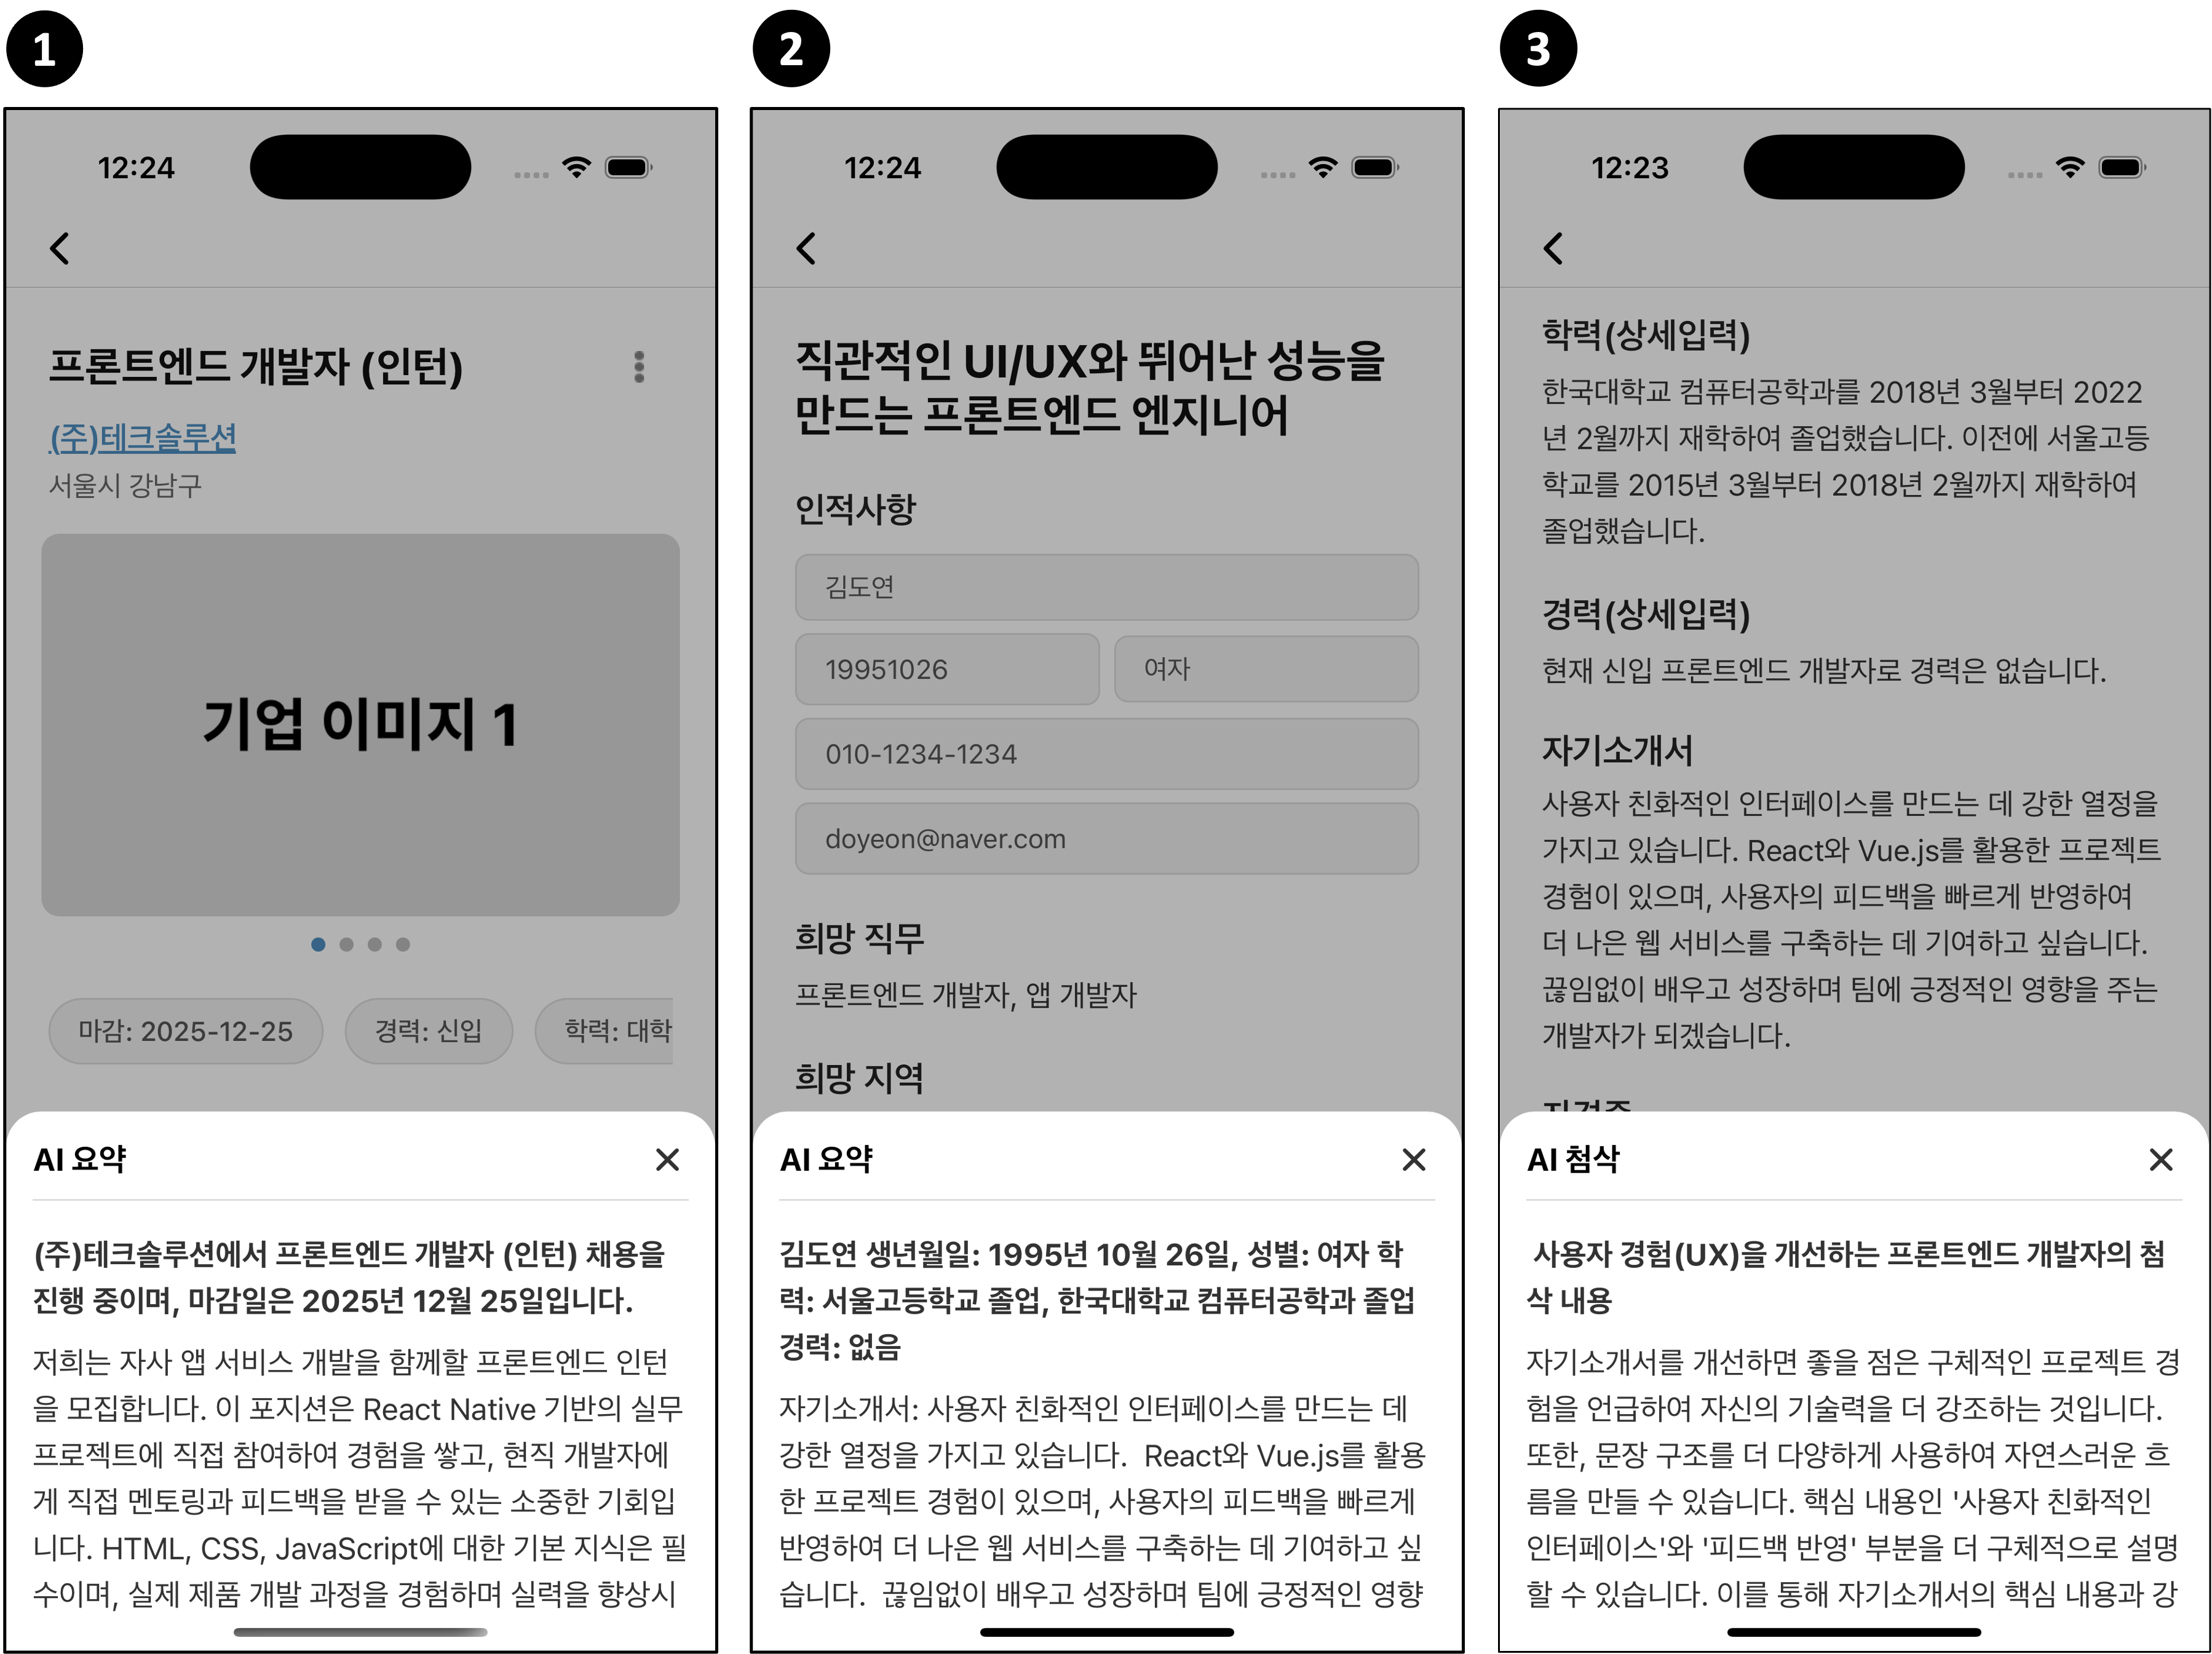 1
12:24
프론트엔드 개발자 (인턴)
(주)테크솔루션
서울시 강남구
기업 이미지 1
마감: 2025-12-25
경력: 신입
학력: 대학
AI 요약
(주)테크솔루션에서 프론트엔드 개발자 (인턴) 채용을
진행 중이며, 마감일은 2025년 12월 25일입니다.
저희는 자사 앱 서비스 개발을 함께할 프론트엔드 인턴
을 모집합니다. 이 포지션은 React Native 기반의 실무
프로젝트에 직접 참여하여 경험을 쌓고, 현직 개발자에
게 직접 멘토링과 피드백을 받을 수 있는 소중한 기회입
니다. HTML, CSS, JavaScript에 대한 기본 지식은 필
수이며, 실제 제품 개발 과정을 경험하며 실력을 향상시
2
12:24
직관적인 UI/UX와 뛰어난 성능을
만드는 프론트엔드 엔지니어
인적사항
김도연
19951026
여자
010-1234-1234
doyeon@naver.com
희망 직무
프론트엔드 개발자, 앱 개발자
희망 지역
AI 요약
김도연 생년월일: 1995년 10월 26일, 성별: 여자 학
력: 서울고등학교 졸업, 한국대학교 컴퓨터공학과 졸업
경력: 없음
자기소개서: 사용자 친화적인 인터페이스를 만드는 데
강한 열정을 가지고 있습니다. React와 Vue.js를 활용
한 프로젝트 경험이 있으며, 사용자의 피드백을 빠르게
반영하여 더 나은 웹 서비스를 구축하는 데 기여하고 싶
습니다. 끊임없이 배우고 성장하며 팀에 긍정적인 영향
3
12:23
학력(상세입력)
한국대학교 컴퓨터공학과를 2018년 3월부터 2022
년 2월까지 재학하여 졸업했습니다. 이전에 서울고등
학교를 2015년 3월부터 2018년 2월까지 재학하여
졸업했습니다.
경력(상세입력)
현재 신입 프론트엔드 개발자로 경력은 없습니다.
자기소개서
사용자 친화적인 인터페이스를 만드는 데 강한 열정을
가지고 있습니다. React와 Vue.js를 활용한 프로젝트
경험이 있으며, 사용자의 피드백을 빠르게 반영하여
더 나은 웹 서비스를 구축하는 데 기여하고 싶습니다.
끊임없이 배우고 성장하며 팀에 긍정적인 영향을 주는
개발자가 되겠습니다.
AI 첨삭
사용자 경험(UX)을 개선하는 프론트엔드 개발자의 첨
삭 내용
자기소개서를 개선하면 좋을 점은 구체적인 프로젝트 경
험을 언급하여 자신의 기술력을 더 강조하는 것입니다.
또한, 문장 구조를 더 다양하게 사용하여 자연스러운 흐
름을 만들 수 있습니다. 핵심 내용인 '사용자 친화적인
인터페이스'와 '피드백 반영' 부분을 더 구체적으로 설명
할 수 있습니다. 이를 통해 자기소개서의 핵심 내용과 강